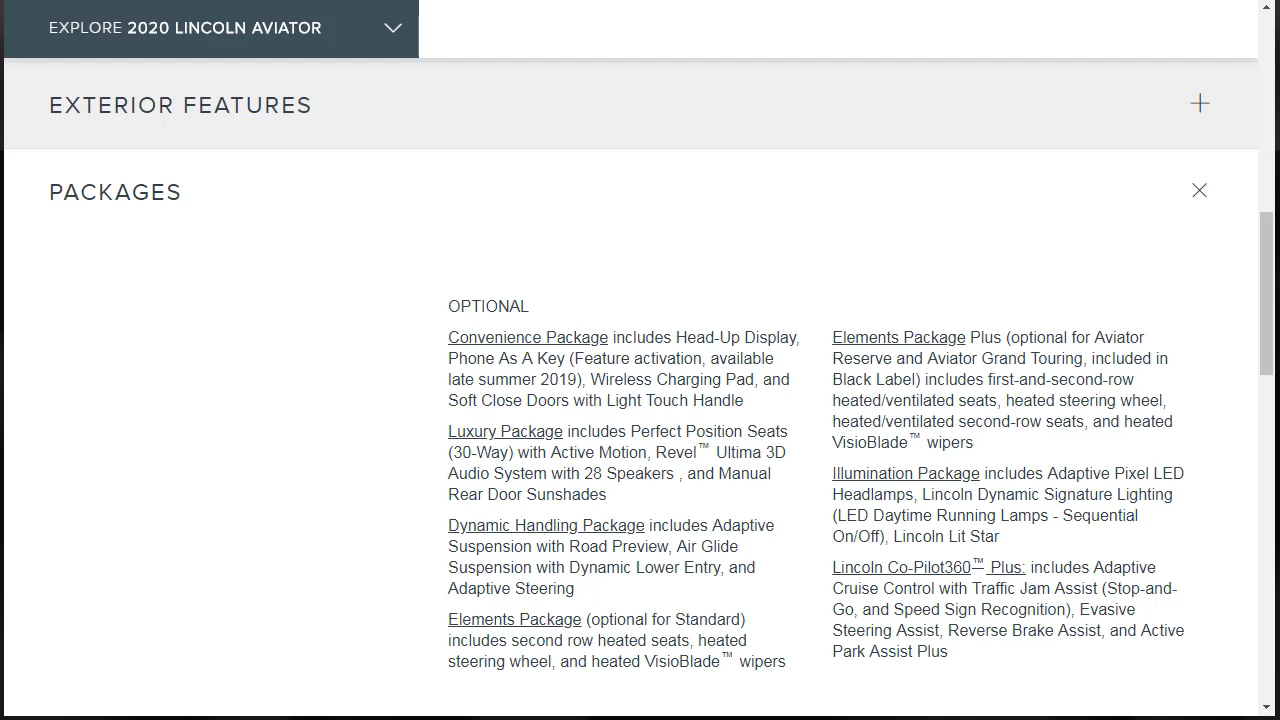 EXPLORE 2020 LINCOLN AVIATOR
EXTERIOR FEATURES
PACKAGES
OPTIONAL
Convenience Package includes Head-Up Display,
Phone As A Key (Feature activation, available
late summer 2019), Wireless Charging Pad, and
Soft Close Doors with Light Touch Handle
Luxury Package includes Perfect Position Seats
(30-Way) with Active Motion, Revel™ Ultima 3D
Audio System with 28 Speakers , and Manual
Rear Door Sunshades
Dynamic Handling Package includes Adaptive
Suspension with Road Preview, Air Glide
Suspension with Dynamic Lower Entry, and
Adaptive Steering
Elements Package (optional for Standard)
includes second row heated seats, heated
steering wheel, and heated VisioBlade™ wipers
Elements Package Plus (optional for Aviator
Reserve and Aviator Grand Touring, included in
Black Label) includes first-and-second-row
heated/ventilated seats, heated steering wheel,
heated/ventilated second-row seats, and heated
VisioBlade™ wipers
Illumination Package includes Adaptive Pixel LED
Headlamps, Lincoln Dynamic Signature Lighting
(LED Daytime Running Lamps - Sequential
On/Off), Lincoln Lit Star
Lincoln Co-Pilot360™ Plus: includes Adaptive
Cruise Control with Traffic Jam Assist (Stop-and-
Go, and Speed Sign Recognition), Evasive
Steering Assist, Reverse Brake Assist, and Active
Park Assist Plus